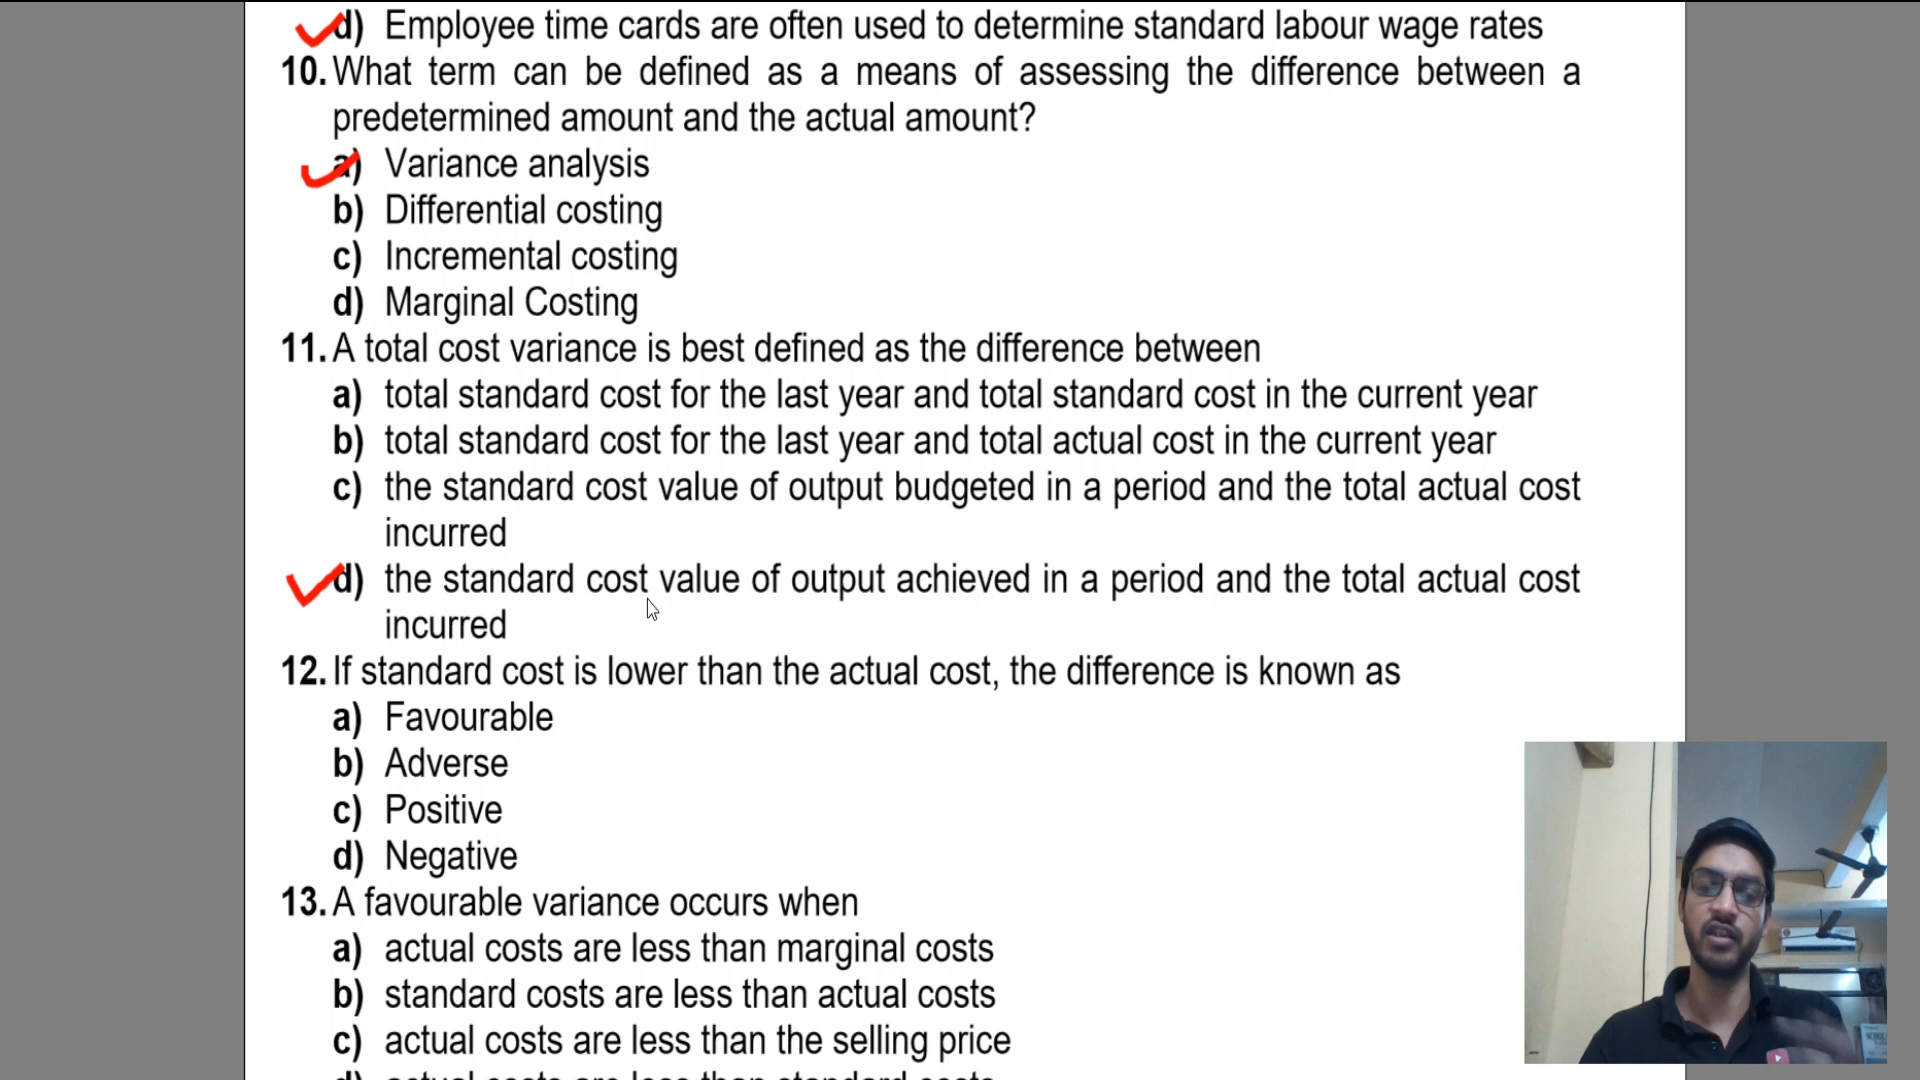 d) Employee time cards are often used to determine standard labour wage rates
10. What term can be defined as a means of assessing the difference between a
predetermined amount and the actual amount?
a) Variance analysis
b) Differential costing
c) Incremental costing
d) Marginal Costing
11. A total cost variance is best defined as the difference between
a) total standard cost for the last year and total standard cost in the current year
b) total standard cost for the last year and total actual cost in the current year
c) the standard cost value of output budgeted in a period and the total actual cost
incurred
d) the standard cost value of output achieved in a period and the total actual cost
incurred
12. If standard cost is lower than the actual cost, the difference is known as
a) Favourable
b) Adverse
c) Positive
d) Negative
13. A favourable variance occurs when
a) actual costs are less than marginal costs
b) standard costs are less than actual costs
c) actual costs are less than the selling price
d) actual costs are less than standard costs